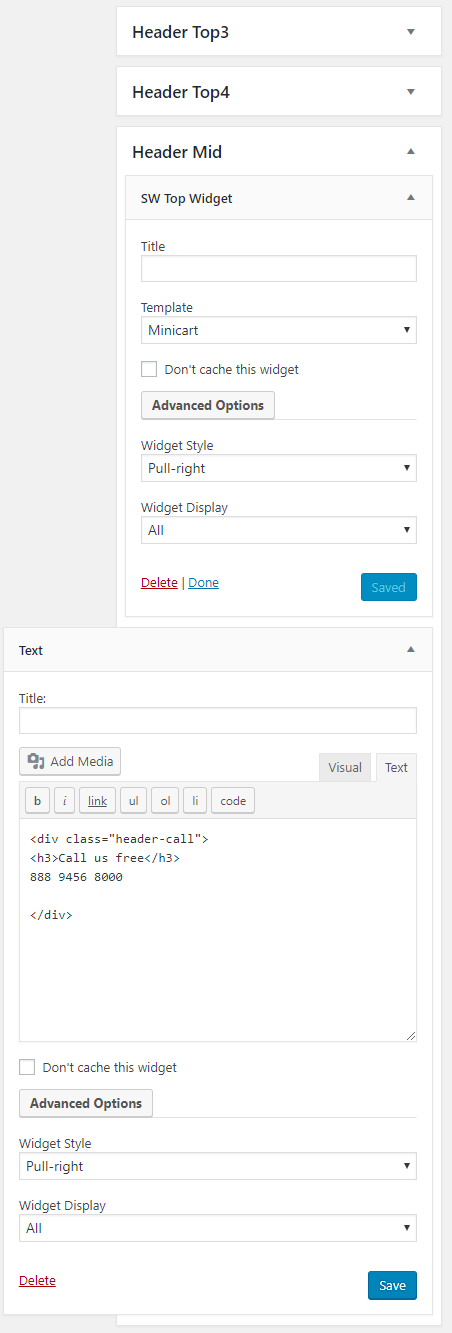 Header Top3
Header Top4
Header Mid
SW Top Widget
Title
Template
Minicart
Don't cache this widget
Advanced Options
Widget Style
Pull-right
Widget Display
All
Delete | Done
Saved
Text
Title:
Add Media
Visual
Text
b
i
link
ul
ol
li
code
<div class="header-call">
<h3>Call us free</h3>
888 9456 8000
</div>
Don't cache this widget
Advanced Options
Widget Style
Pull-right
Widget Display
All
Delete
Save